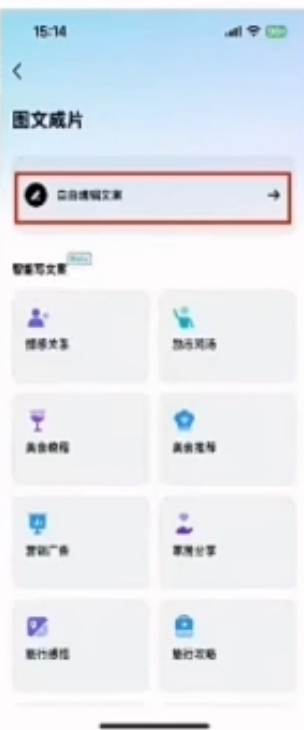 15:14
图文成片
自由编辑文案
智能写文案 Beta
情感关系 励志鸡汤
美食教程 美食推荐
营销广告 家居分享
旅行感悟 旅行攻略